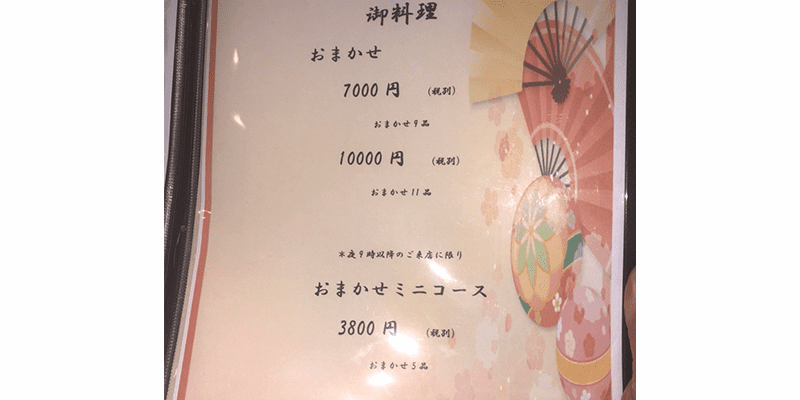 御料理
おまかせ
7000 円 (税別)
おまかせ9品
10000 円 (税別)
おまかせ11品
*夜9時以降のご来店に限り
おまかせミニコース
3800 円 (税別)
おまかせ5品